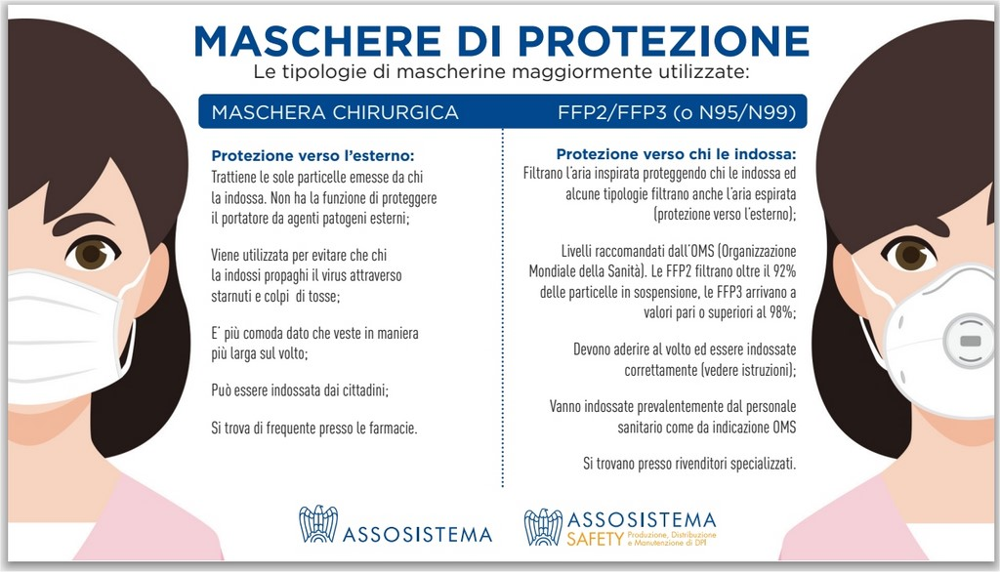 MASCHERE DI PROTEZIONE
Le tipologie di mascherine maggiormente utilizzate:
MASCHERA CHIRURGICA
Protezione verso l'esterno:
Trattiene le sole particelle emesse da chi
la indossa. Non ha la funzione di proteggere
il portatore da agenti patogeni esterni;
Viene utilizzata per evitare che chi
la indossi propaghi il virus attraverso
starnuti e colpi di tosse;
E' più comoda dato che veste in maniera
più larga sul volto;
Può essere indossata dai cittadini;
Si trova di frequente presso le farmacie.
FFP2/FFP3 (o N95/N99)
Protezione verso chi le indossa:
Filtrano l'aria inspirata proteggendo chi le indossa ed
alcune tipologie filtrano anche l'aria espirata
(protezione verso l'esterno);
Livelli raccomandati dall'OMS (Organizzazione
Mondiale della Sanità). Le FFP2 filtrano oltre il 92%
delle particelle in sospensione, le FFP3 arrivano a
valori pari o superiori al 98%;
Devono aderire al volto ed essere indossate
correttamente (vedere istruzioni);
Vanno indossate prevalentemente dal personale
sanitario come da indicazione OMS
Si trovano presso rivenditori specializzati.
ASSOSISTEMA
ASSOSISTEMA
SAFETY Produzione, Distribuzione
e Manutenzione di DPI